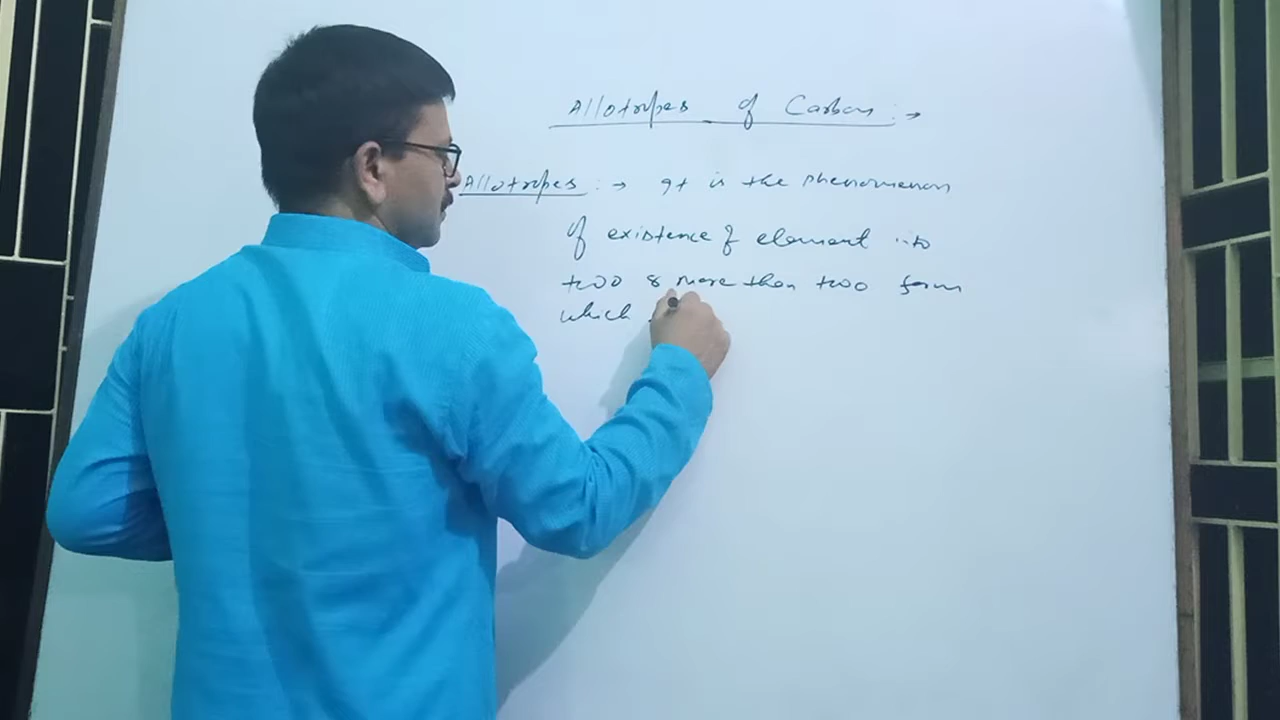 Allotropes of Carbon :→
Allotropes :→ It is the Phenomenon
of existence of element into
two & more than two form
which